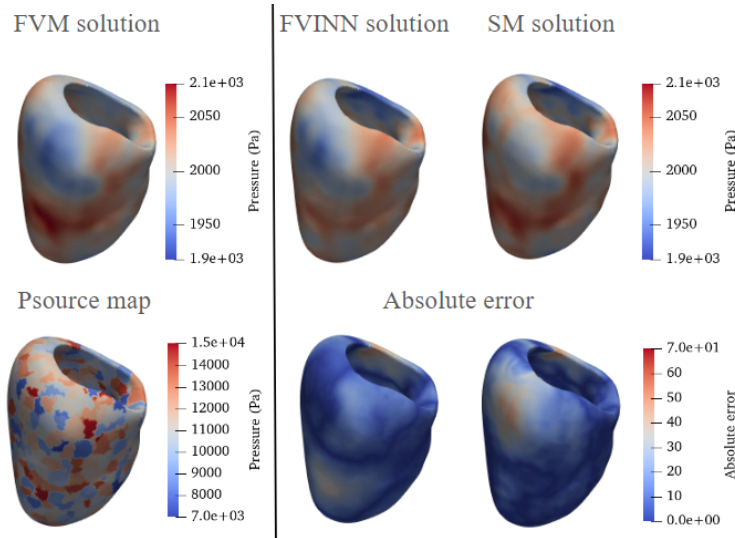 FVM solution
FVINN solution
SM solution
2.1e+03
2050
2000
1950
1.9e+03
Pressure (Pa)
2.1e+03
2050
2000
1950
1.9e+03
Pressure (Pa)
Psource map
Absolute error
1.5e+04
14000
13000
12000
11000
10000
9000
8000
7.0e+03
Pressure (Pa)
7.0e+01
60
50
40
30
20
10
0.0e+00
Absolute error